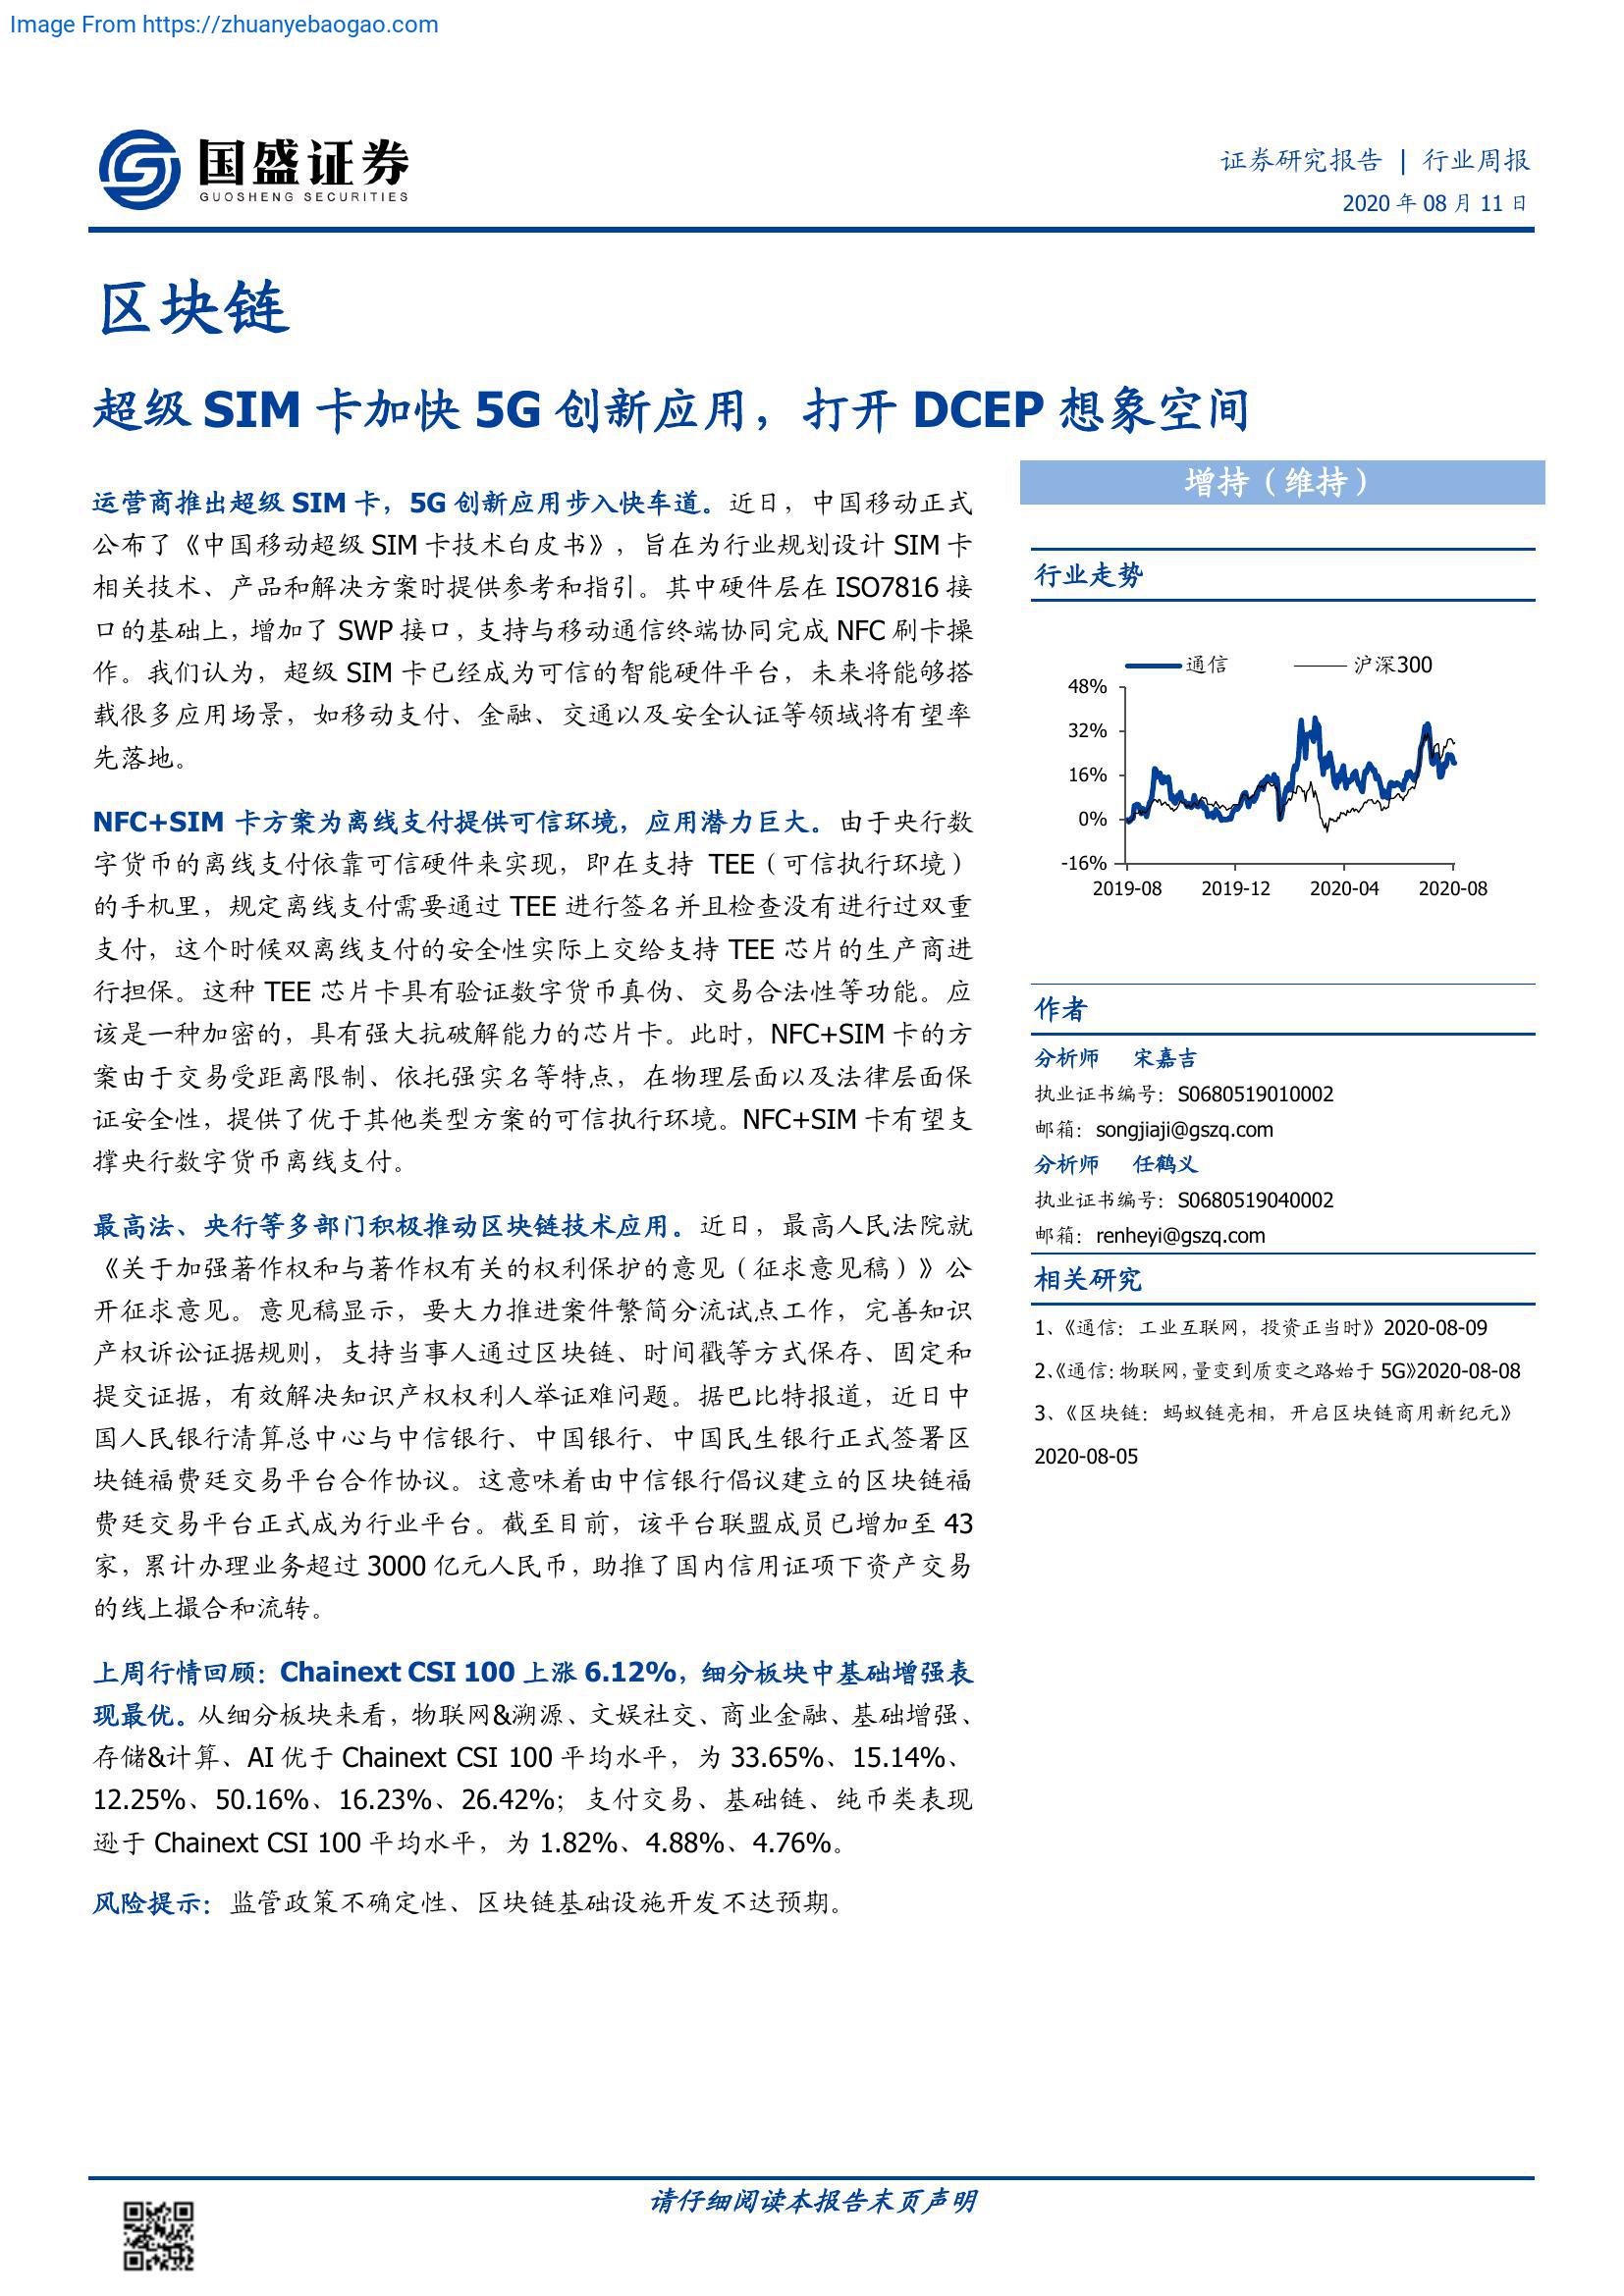 Image From https://zhuanyebaogao.com
国盛证券
GUOSHENG SECURITIES
证券研究报告 | 行业周报
2020 年 08 月 11 日
区块链
超级 SIM 卡加快 5G 创新应用，打开 DCEP 想象空间
运营商推出超级 SIM 卡，5G 创新应用步入快车道。近日，中国移动正式
公布了《中国移动超级 SIM 卡技术白皮书》，旨在为行业规划设计 SIM 卡
相关技术、产品和解决方案时提供参考和指引。其中硬件层在 ISO7816 接
口的基础上，增加了 SWP 接口，支持与移动通信终端协同完成 NFC 刷卡操
作。我们认为，超级 SIM 卡已经成为可信的智能硬件平台，未来将能够搭
载很多应用场景，如移动支付、金融、交通以及安全认证等领域将有望率
先落地。
NFC+SIM 卡方案为离线支付提供可信环境，应用潜力巨大。由于央行数
字货币的离线支付依靠可信硬件来实现，即在支持 TEE（可信执行环境）
的手机里，规定离线支付需要通过 TEE 进行签名并且检查没有进行过双重
支付，这个时候双离线支付的安全性实际上交给支持 TEE 芯片的生产商进
行担保。这种 TEE 芯片卡具有验证数字货币真伪、交易合法性等功能。应
该是一种加密的，具有强大抗破解能力的芯片卡。此时，NFC+SIM 卡的方
案由于交易受距离限制、依托强实名等特点，在物理层面以及法律层面保
证安全性，提供了优于其他类型方案的可信执行环境。NFC+SIM 卡有望支
撑央行数字货币离线支付。
最高法、央行等多部门积极推动区块链技术应用。近日，最高人民法院就
《关于加强著作权和与著作权有关的权利保护的意见（征求意见稿）》公
开征求意见。意见稿显示，要大力推进案件繁简分流试点工作，完善知识
产权诉讼证据规则，支持当事人通过区块链、时间戳等方式保存、固定和
提交证据，有效解决知识产权权利人举证难问题。据巴比特报道，近日中
国人民银行清算总中心与中信银行、中国银行、中国民生银行正式签署区
块链福费廷交易平台合作协议。这意味着由中信银行倡议建立的区块链福
费廷交易平台正式成为行业平台。截至目前，该平台联盟成员已增加至 43
家，累计办理业务超过 3000 亿元人民币，助推了国内信用证项下资产交易
的线上撮合和流转。
上周行情回顾：Chainext CSI 100 上涨 6.12%，细分板块中基础增强表
现最优。从细分板块来看，物联网&溯源、文娱社交、商业金融、基础增强、
存储&计算、AI 优于 Chainext CSI 100 平均水平，为 33.65%、15.14%、
12.25%、50.16%、16.23%、26.42%；支付交易、基础链、纯币类表现
逊于 Chainext CSI 100 平均水平，为 1.82%、4.88%、4.76%。
风险提示：监管政策不确定性、区块链基础设施开发不达预期。
增持（维持）
行业走势
通信 沪深300
48%
32%
16%
0%
-16%
2019-08 2019-12 2020-04 2020-08
作者
分析师 宋嘉吉
执业证书编号：S0680519010002
邮箱：songjiaji@gszq.com
分析师 任鹤义
执业证书编号：S0680519040002
邮箱：renheyi@gszq.com
相关研究
1、《通信：工业互联网，投资正当时》2020-08-09
2、《通信：物联网，量变到质变之路始于 5G》2020-08-08
3、《区块链：蚂蚁链亮相，开启区块链商用新纪元》
2020-08-05
请仔细阅读本报告末页声明